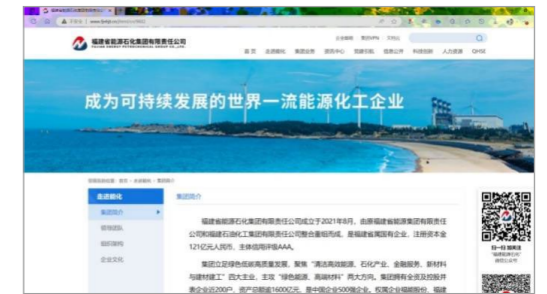 福建省能源石化集团有限责任公司
首页 走进能化 集团业务 资讯中心 党建引航 信息公开 科技创新 人力资源 QHSE
成为可持续发展的世界一流能源化工企业
走进能化
集团简介
集团简介
领导团队
组织架构
企业文化
福建省能源石化集团有限责任公司成立于2021年8月，由原福建省能源集团有限责任
公司和福建石油化工集团有限责任公司整合重组而成，是福建省属国有企业，注册资本金
121亿元人民币，主体信用评级AAA。
集团立足绿色低碳高质量发展，聚焦“清洁高效能源、石化产业、金融服务、新材料
与建材建工”四大主业，主攻“绿色能源、高端材料”两大方向。集团拥有全资及控股并
表企业近200户，资产总额逾1600亿元，是中国企业500强企业。权属企业福能股份、福建
扫一扫 加关注